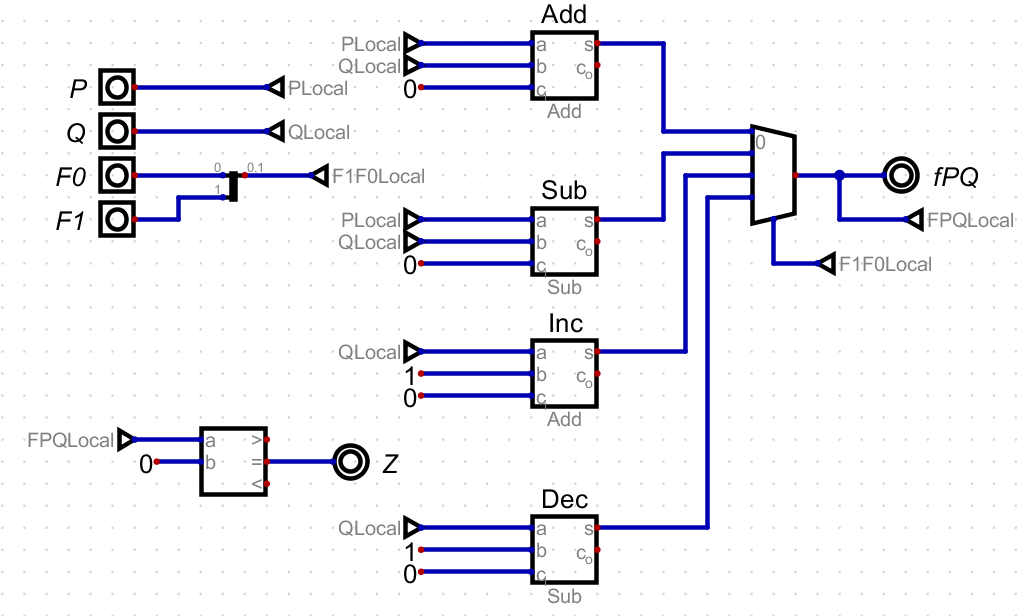 P
PLocal
Q
QLocal
F0
0
0,1
F1F0Local
F1
1
Add
PLocal
a
s
QLocal
b
co
0
c
Add
Sub
PLocal
a
s
QLocal
b
co
0
c
Sub
Inc
QLocal
a
s
1
b
co
0
c
Add
Dec
QLocal
a
s
1
b
co
0
c
Sub
0
fPQ
FPQLocal
F1F0Local
FPQLocal
a
>
0
b
=
<
Z